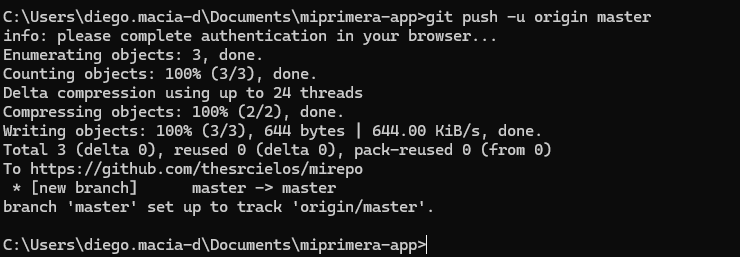 C:\Users\diego.macia-d\Documents\miprimera-app>git push -u origin master
info: please complete authentication in your browser...
Enumerating objects: 3, done.
Counting objects: 100% (3/3), done.
Delta compression using up to 24 threads
Compressing objects: 100% (2/2), done.
Writing objects: 100% (3/3), 644 bytes | 644.00 KiB/s, done.
Total 3 (delta 0), reused 0 (delta 0), pack-reused 0 (from 0)
To https://github.com/thesrcielos/mirepo
 * [new branch]      master -> master
branch 'master' set up to track 'origin/master'.
C:\Users\diego.macia-d\Documents\miprimera-app>